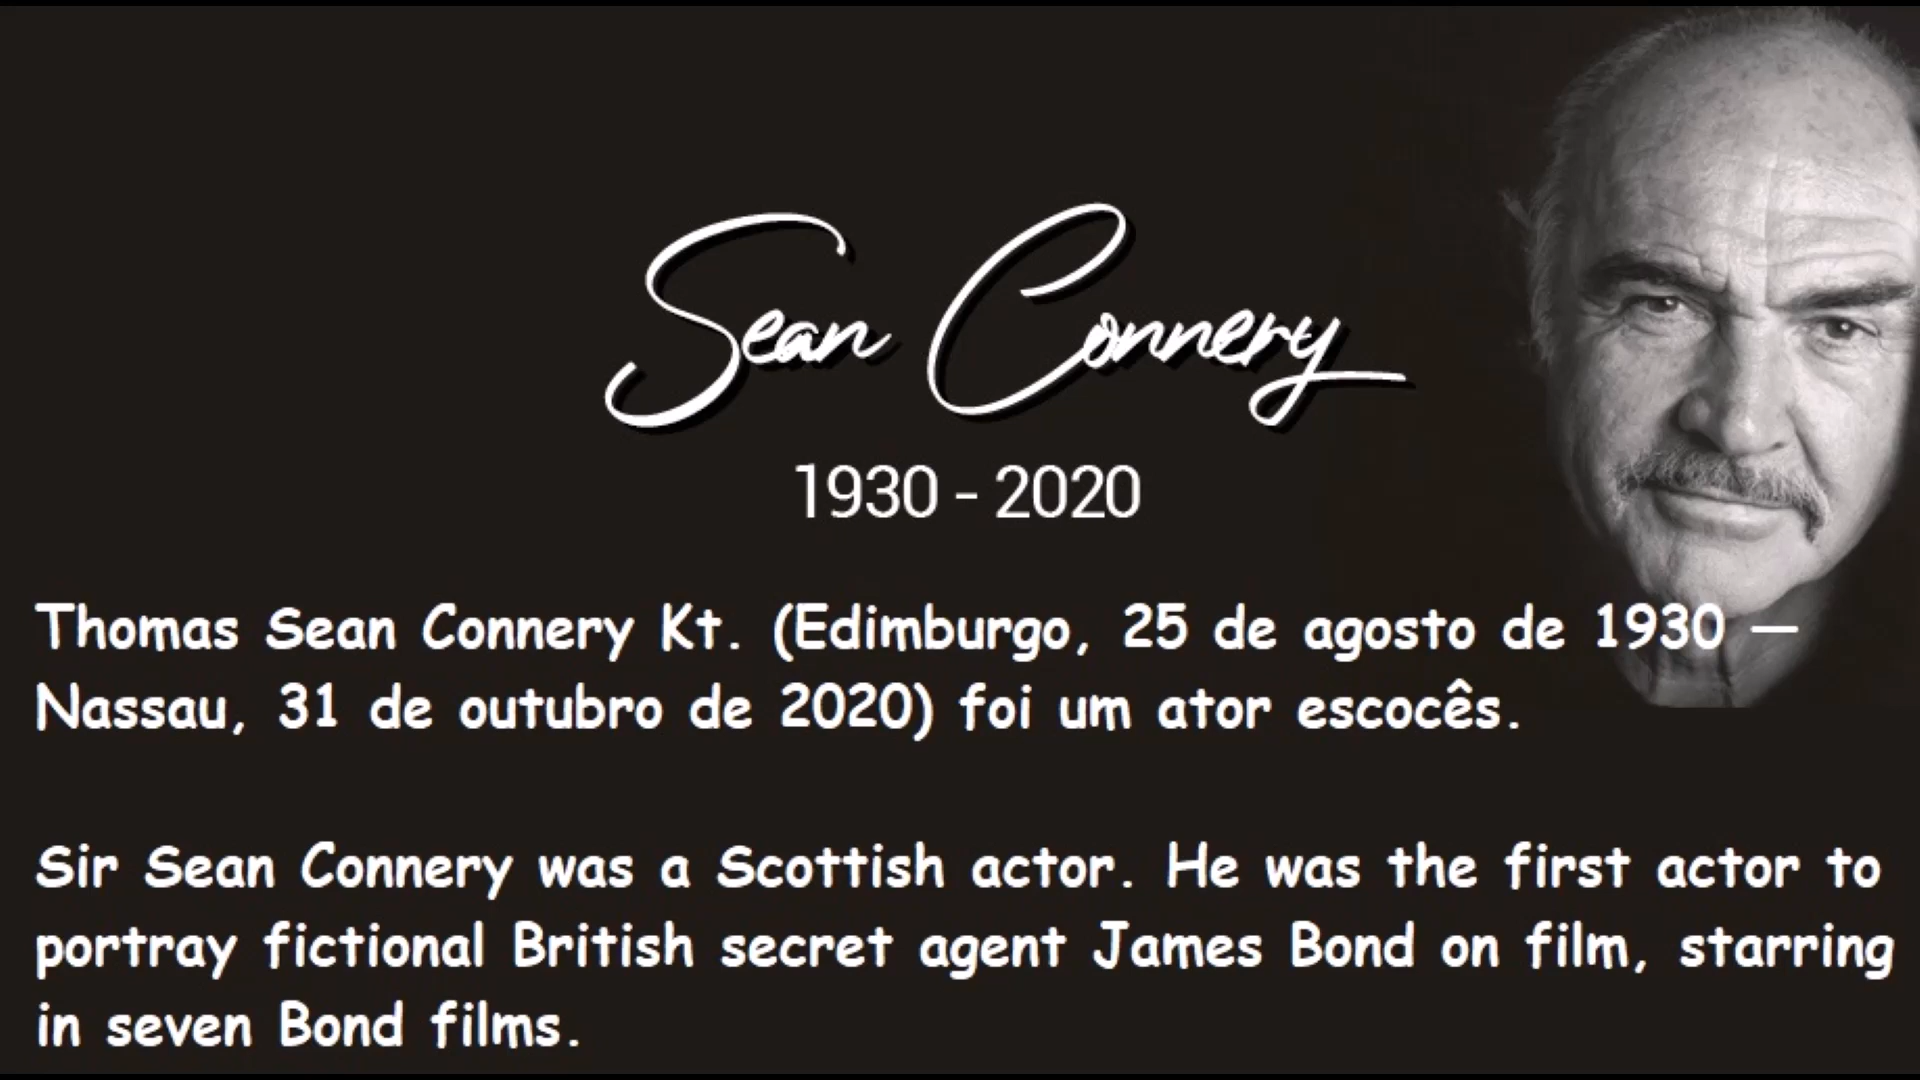 Sean Connery
1930 - 2020
Thomas Sean Connery Kt. (Edimburgo, 25 de agosto de 1930 —
Nassau, 31 de outubro de 2020) foi um ator escocês.
Sir Sean Connery was a Scottish actor. He was the first actor to
portray fictional British secret agent James Bond on film, starring
in seven Bond films.